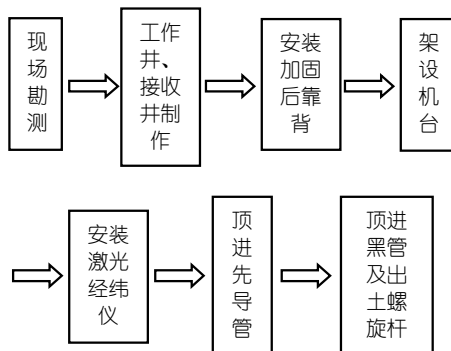 现
场
勘
测
工作
井、
接收
井制
作
安装
加固
后靠
背
架
设
机
台
安装
激光
经纬
仪
顶
进
先
导
管
顶进
黑管
及出
土螺
旋杆